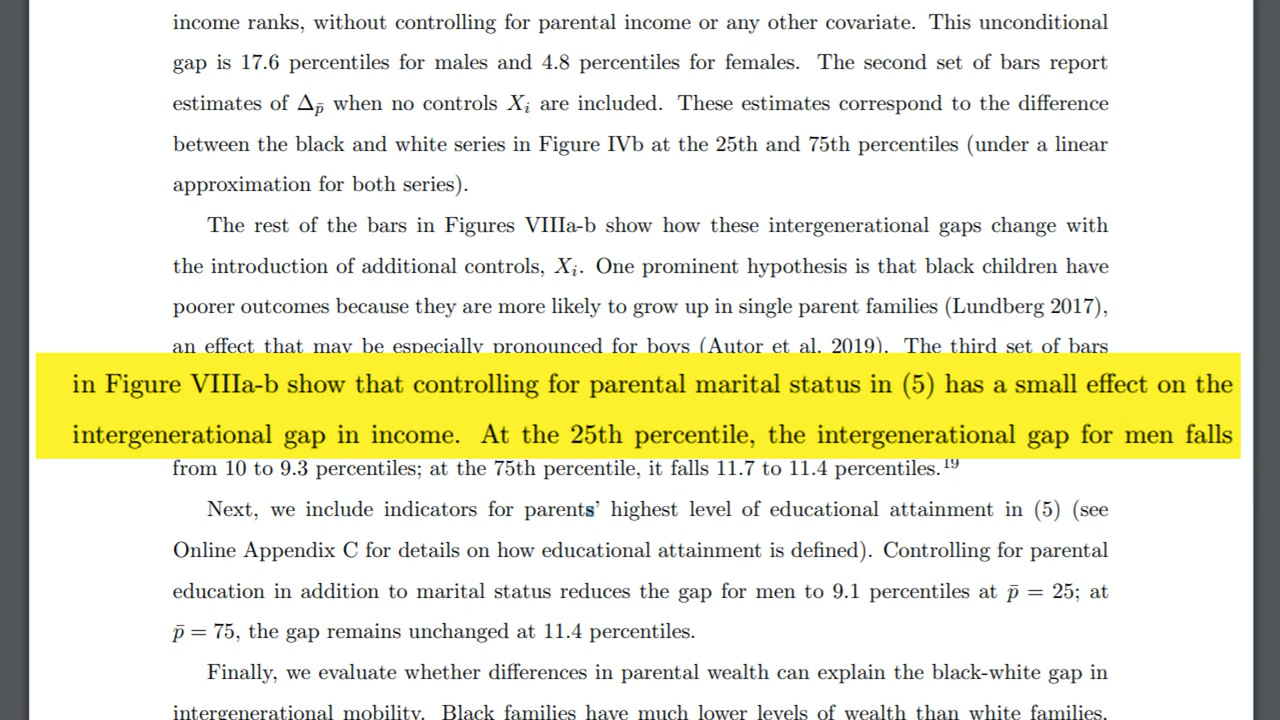 income ranks, without controlling for parental income or any other covariate. This unconditional
gap is 17.6 percentiles for males and 4.8 percentiles for females. The second set of bars report
estimates of Δp̄ when no controls Xi are included. These estimates correspond to the difference
between the black and white series in Figure IVb at the 25th and 75th percentiles (under a linear
approximation for both series).
The rest of the bars in Figures VIIIa-b show how these intergenerational gaps change with
the introduction of additional controls, Xi. One prominent hypothesis is that black children have
poorer outcomes because they are more likely to grow up in single parent families (Lundberg 2017),
an effect that may be especially pronounced for boys (Autor et al. 2019). The third set of bars
in Figure VIIIa-b show that controlling for parental marital status in (5) has a small effect on the
intergenerational gap in income. At the 25th percentile, the intergenerational gap for men falls
from 10 to 9.3 percentiles; at the 75th percentile, it falls 11.7 to 11.4 percentiles.¹⁹
Next, we include indicators for parents' highest level of educational attainment in (5) (see
Online Appendix C for details on how educational attainment is defined). Controlling for parental
education in addition to marital status reduces the gap for men to 9.1 percentiles at p̄ = 25; at
p̄ = 75, the gap remains unchanged at 11.4 percentiles.
Finally, we evaluate whether differences in parental wealth can explain the black-white gap in
intergenerational mobility. Black families have much lower levels of wealth than white families,